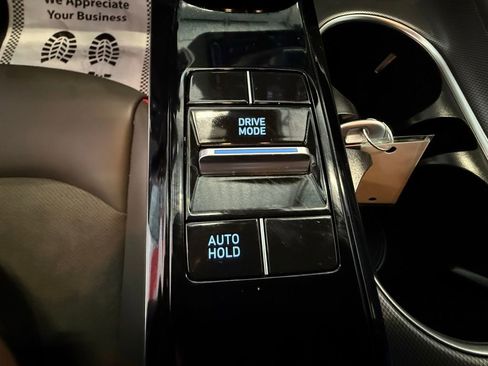 We Appreciate
Your Business
DRIVE
MODE
AUTO
HOLD